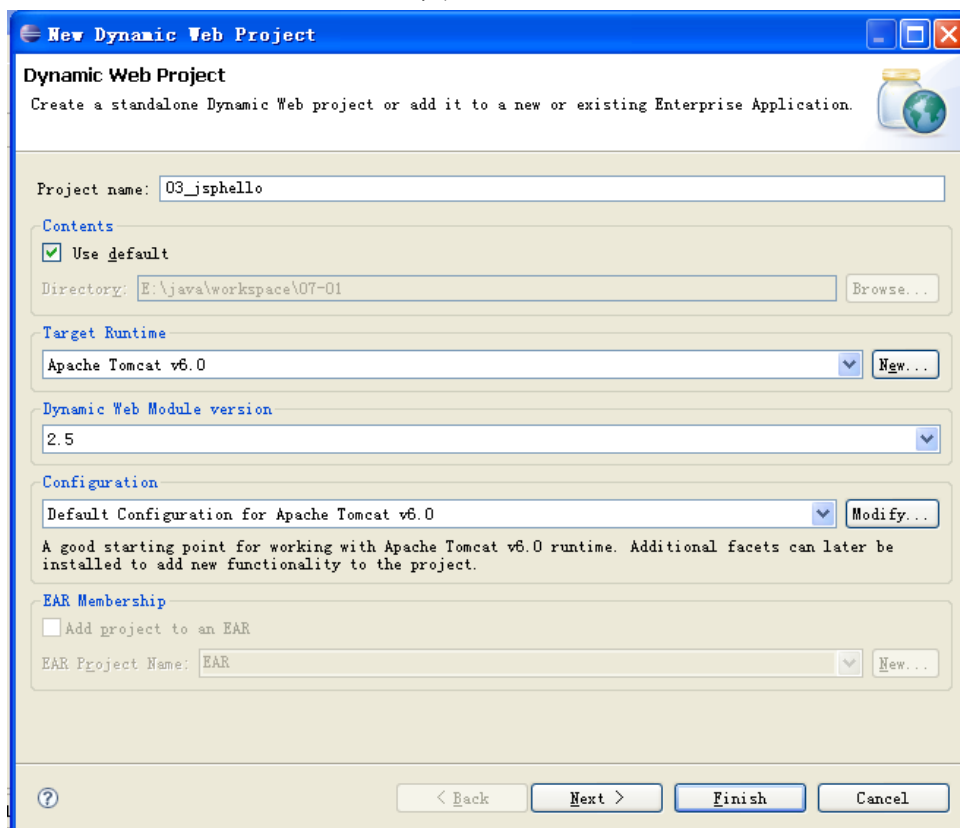 New Dynamic Web Project
Dynamic Web Project
Create a standalone Dynamic Web project or add it to a new or existing Enterprise Application.
Project name: 03_jsphello
Contents
Use default
Directory: E:\java\workspace\07-01 Browse...
Target Runtime
Apache Tomcat v6.0 New...
Dynamic Web Module version
2.5
Configuration
Default Configuration for Apache Tomcat v6.0 Modify...
A good starting point for working with Apache Tomcat v6.0 runtime. Additional facets can later be
installed to add new functionality to the project.
EAR Membership
Add project to an EAR
EAR Project Name: EAR New...
< Back Next > Finish Cancel